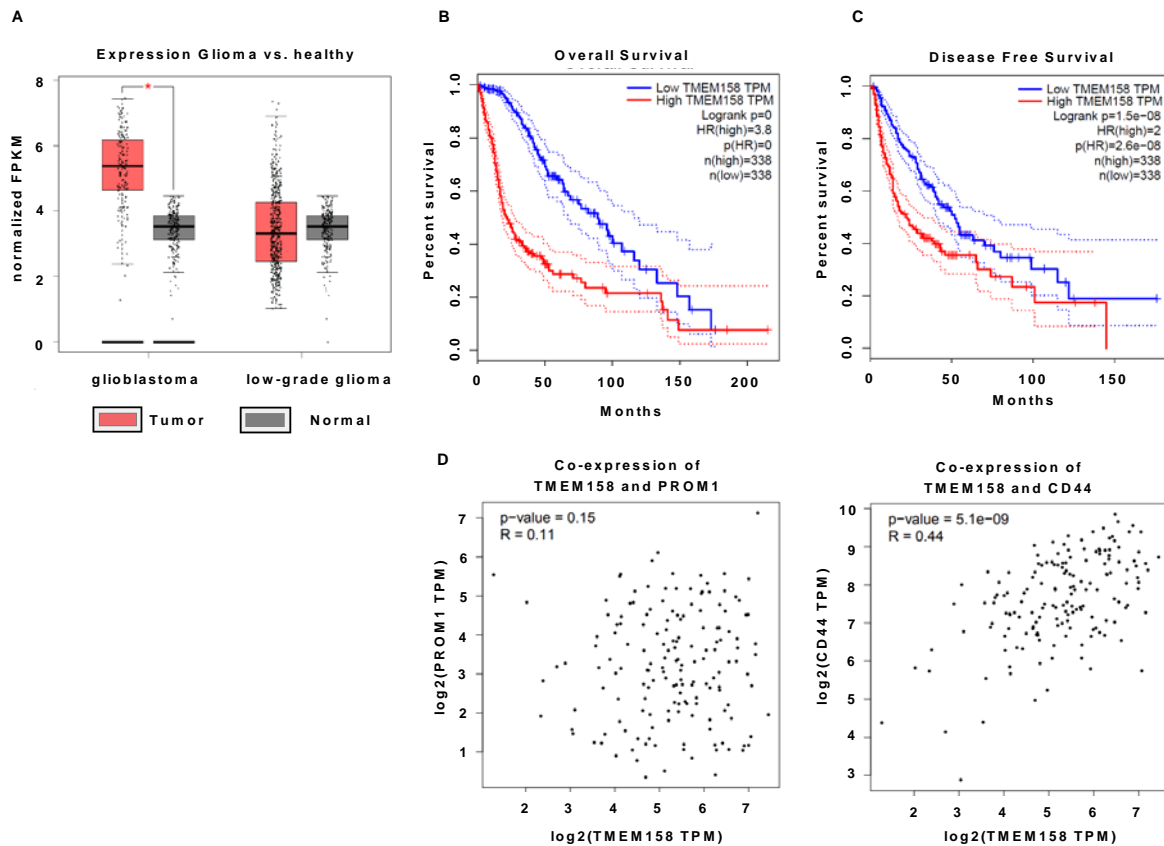 A
Expression Glioma vs. healthy
normalized FPKM
8
6
4
2
0
*
glioblastoma
low-grade glioma
Tumor
Normal
B
Overall Survival
Percent survival
1.0
0.8
0.6
0.4
0.2
0.0
Low TMEM158 TPM
High TMEM158 TPM
Logrank p=0
HR(high)=3.8
p(HR)=0
n(high)=338
n(low)=338
0 50 100 150 200
Months
C
Disease Free Survival
Percent survival
1.0
0.8
0.6
0.4
0.2
0.0
Low TMEM158 TPM
High TMEM158 TPM
Logrank p=1.5e−08
HR(high)=2
p(HR)=2.6e−08
n(high)=338
n(low)=338
0 50 100 150
Months
D
Co-expression of
TMEM158 and PROM1
log2(PROM1 TPM)
7
6
5
4
3
2
1
p−value = 0.15
R = 0.11
2 3 4 5 6 7
log2(TMEM158 TPM)
Co-expression of
TMEM158 and CD44
log2(CD44 TPM)
10
9
8
7
6
5
4
3
p−value = 5.1e−09
R = 0.44
2 3 4 5 6 7
log2(TMEM158 TPM)